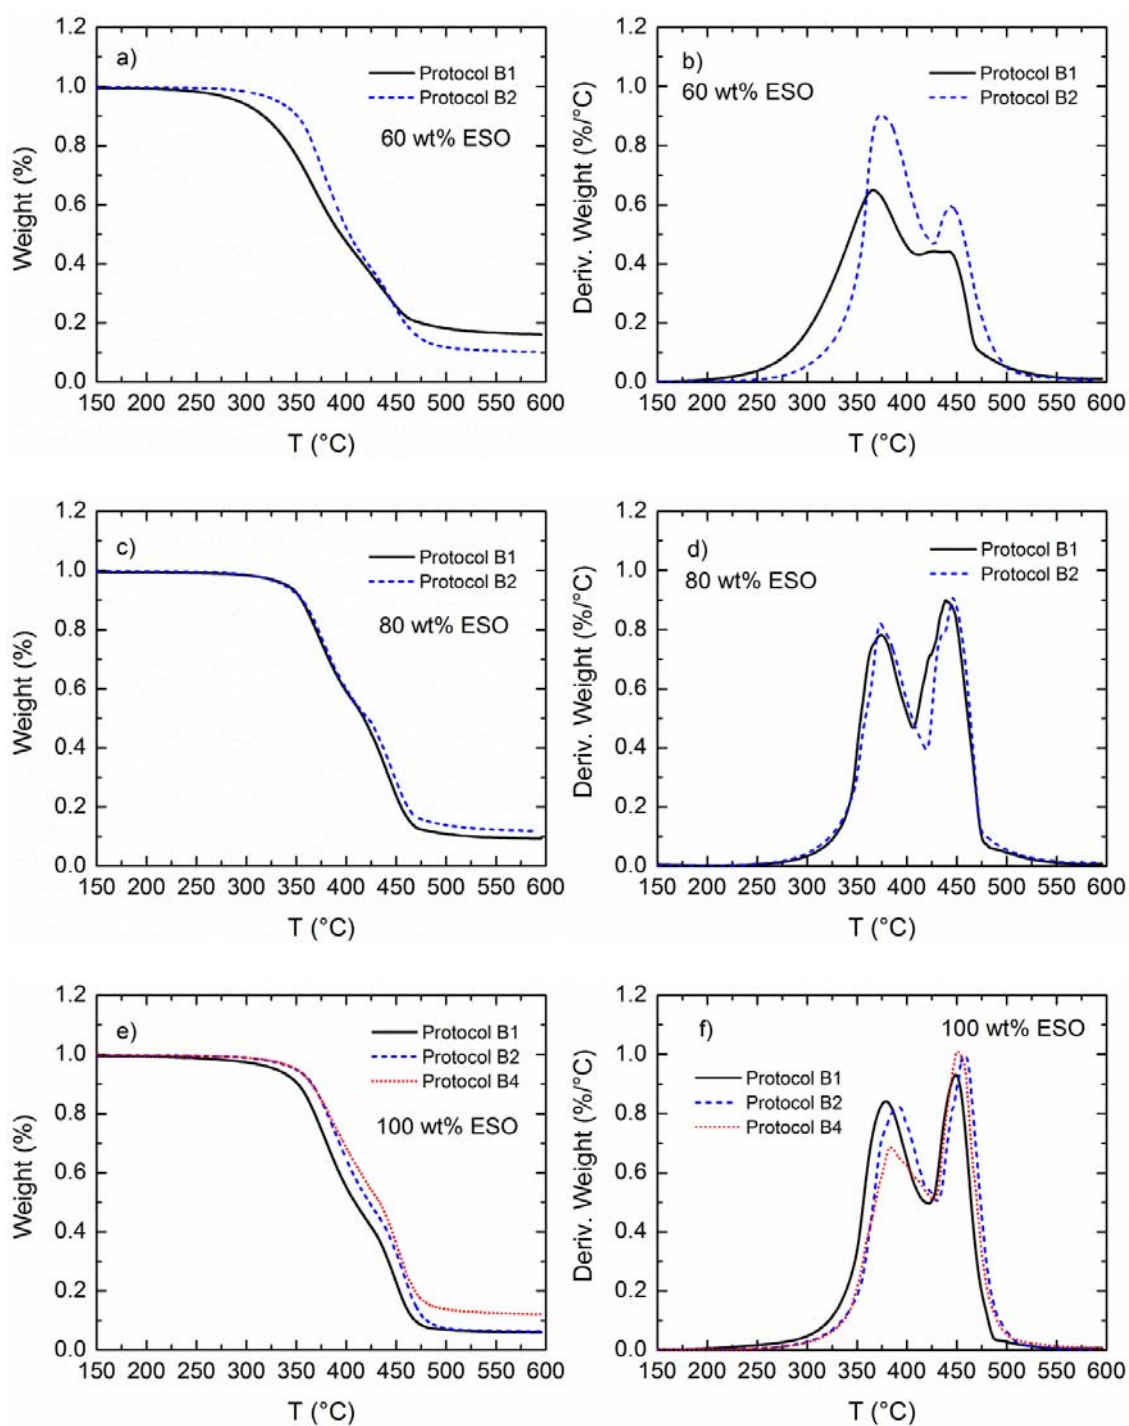 a)
Protocol B1
Protocol B2
60 wt% ESO
Weight (%)
1.2
1.0
0.8
0.6
0.4
0.2
0.0
150 200 250 300 350 400 450 500 550 600
T (°C)
b)
60 wt% ESO
Protocol B1
Protocol B2
Deriv. Weight (%/°C)
1.2
1.0
0.8
0.6
0.4
0.2
0.0
150 200 250 300 350 400 450 500 550 600
T (°C)
c)
Protocol B1
Protocol B2
80 wt% ESO
Weight (%)
1.2
1.0
0.8
0.6
0.4
0.2
0.0
150 200 250 300 350 400 450 500 550 600
T (°C)
d)
80 wt% ESO
Protocol B1
Protocol B2
Deriv. Weight (%/°C)
1.2
1.0
0.8
0.6
0.4
0.2
0.0
150 200 250 300 350 400 450 500 550 600
T (°C)
e)
Protocol B1
Protocol B2
Protocol B4
100 wt% ESO
Weight (%)
1.2
1.0
0.8
0.6
0.4
0.2
0.0
150 200 250 300 350 400 450 500 550 600
T (°C)
f)
100 wt% ESO
Protocol B1
Protocol B2
Protocol B4
Deriv. Weight (%/°C)
1.2
1.0
0.8
0.6
0.4
0.2
0.0
150 200 250 300 350 400 450 500 550 600
T (°C)